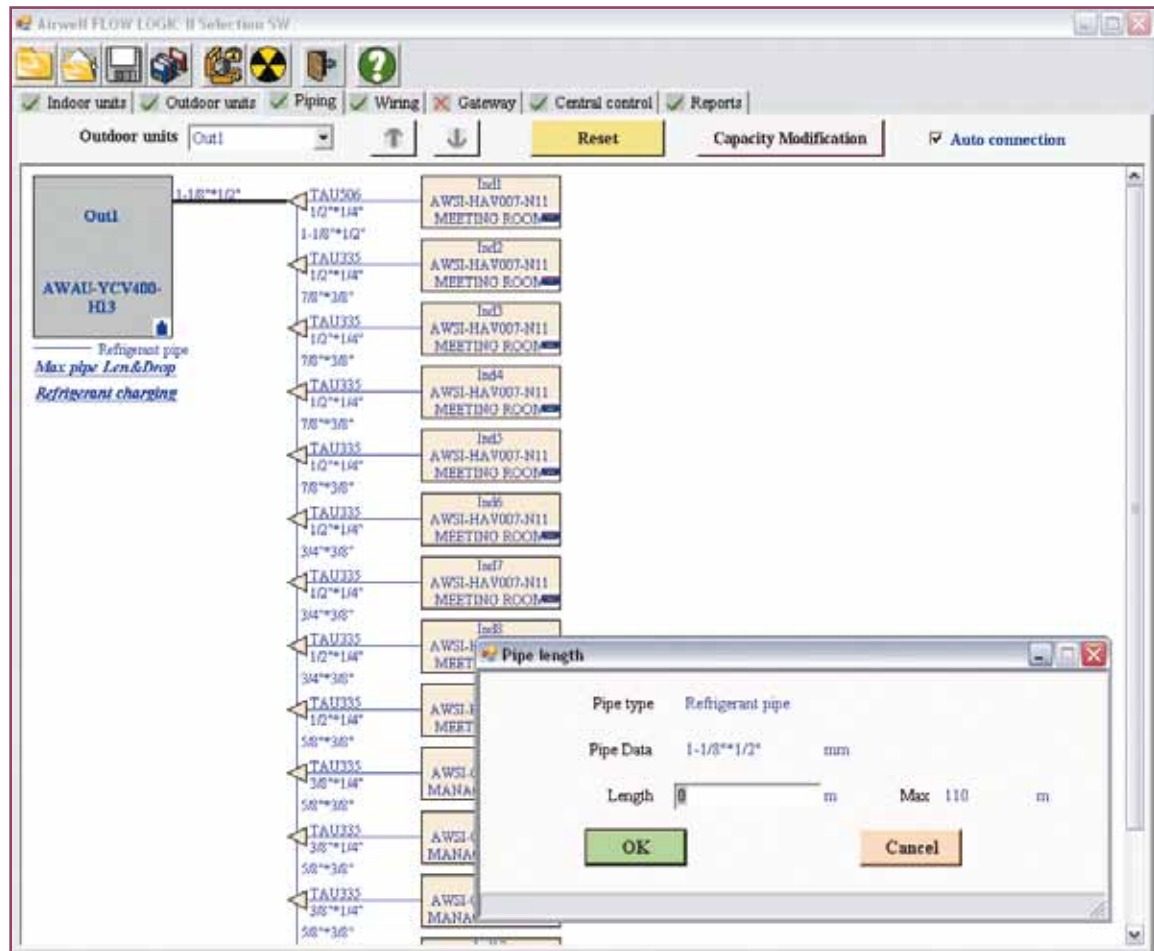 Airwell FLOW LOGIC II Selection SW
Indoor units Outdoor units Piping Wiring Gateway Central control Reports
Outdoor units Out1 Reset Capacity Modification Auto connection
Out1
AWAU-YCV400-
H13
Refrigerant pipe
Max pipe Len&Drop
Refrigerant charging
1-1/8"*1/2"
TAU506
1/2"*1/4"
Ind1
AWSI-HAV007-N11
MEETING ROOM
1-1/8"*1/2"
TAU335
1/2"*1/4"
Ind2
AWSI-HAV007-N11
MEETING ROOM
7/8"*3/8"
TAU335
1/2"*1/4"
Ind3
AWSI-HAV007-N11
MEETING ROOM
7/8"*3/8"
TAU335
1/2"*1/4"
Ind4
AWSI-HAV007-N11
MEETING ROOM
7/8"*3/8"
TAU335
1/2"*1/4"
Ind5
AWSI-HAV007-N11
MEETING ROOM
7/8"*3/8"
TAU335
1/2"*1/4"
Ind6
AWSI-HAV007-N11
MEETING ROOM
3/4"*3/8"
TAU335
1/2"*1/4"
Ind7
AWSI-HAV007-N11
MEETING ROOM
3/4"*3/8"
TAU335
1/2"*1/4"
Ind8
AWSI-H
MEET
3/4"*3/8"
TAU335
1/2"*1/4"
AWSI-H
MEET
5/8"*3/8"
TAU335
3/8"*1/4"
AWSI-C
MANA
5/8"*3/8"
TAU335
3/8"*1/4"
AWSI-C
MANA
5/8"*3/8"
TAU335
3/8"*1/4"
AWSI-C
MANA
5/8"*3/8"
Pipe length
Pipe type Refrigerant pipe
Pipe Data 1-1/8"*1/2" mm
Length 0 m Max 110 m
OK Cancel